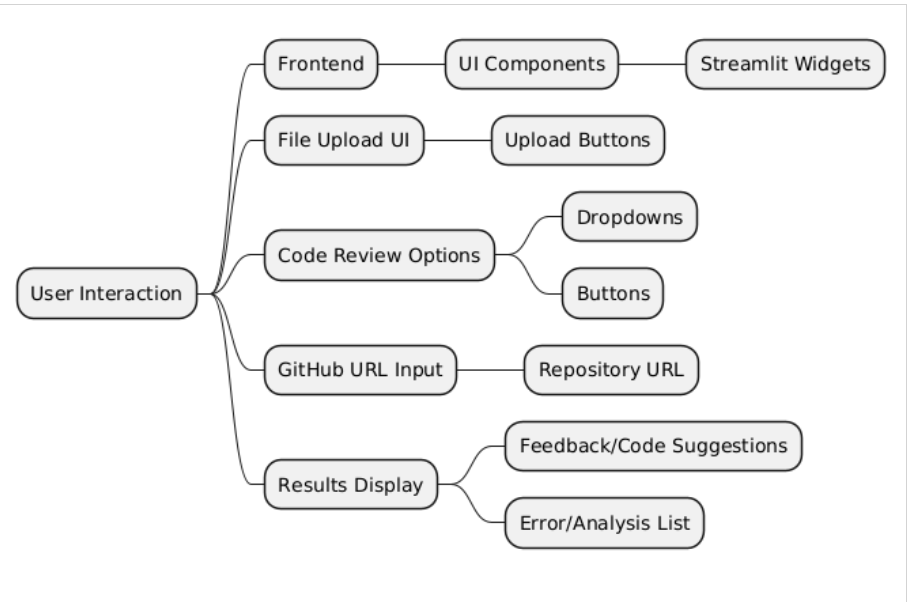 Frontend
UI Components
Streamlit Widgets
File Upload UI
Upload Buttons
Dropdowns
Code Review Options
Buttons
User Interaction
GitHub URL Input
Repository URL
Feedback/Code Suggestions
Results Display
Error/Analysis List